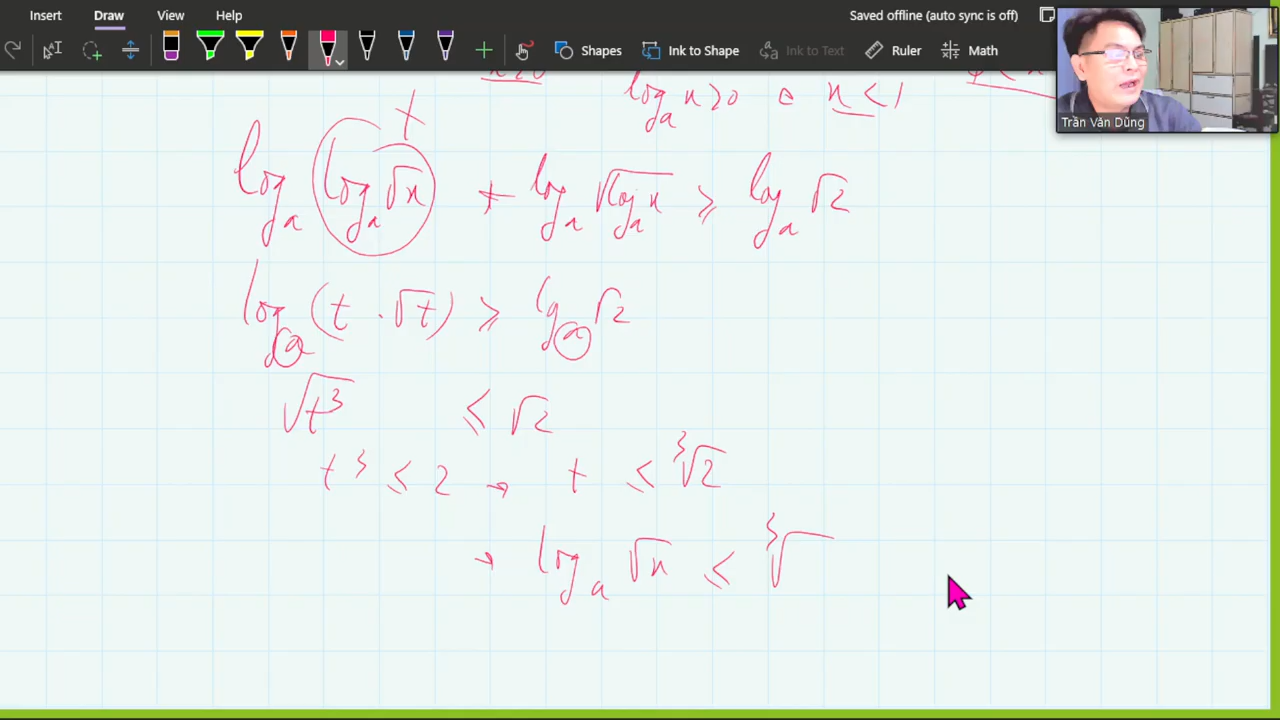 Insert Draw View Help Saved offline (auto sync is off)
Shapes Ink to Shape Ink to Text Ruler Math
Trần Văn Dũng
log_a x > 0 x < 1
t
log_a log_a √x + log_a √log_a x ≥ log_a √2
log_a (t . √t) ≥ log_a √2
√t³ ≤ √2
t³ ≤ 2 → t ≤ ∛2
→ log_a √x ≤ ∛